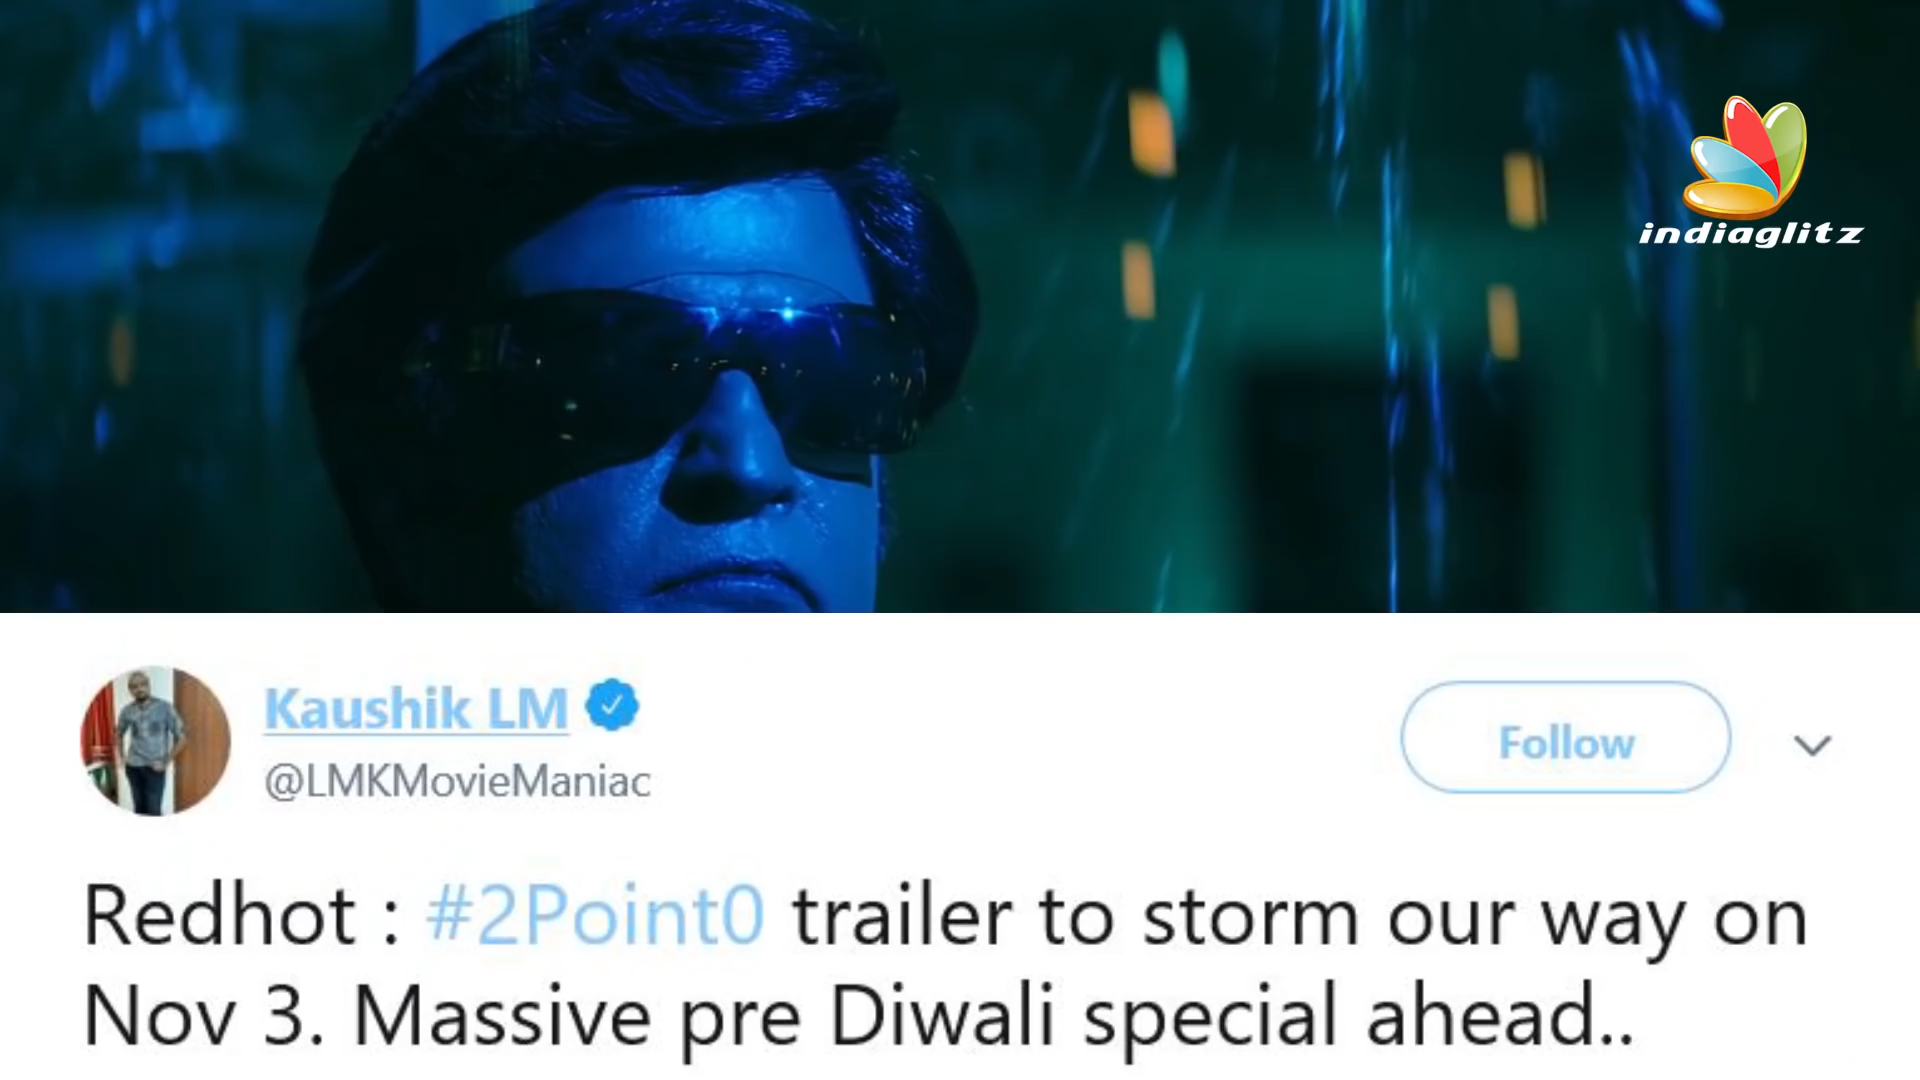 indiaglitz
Kaushik LM
Follow
@LMKMovieManiac
Redhot : #2Point0 trailer to storm our way on
Nov 3. Massive pre Diwali special ahead..